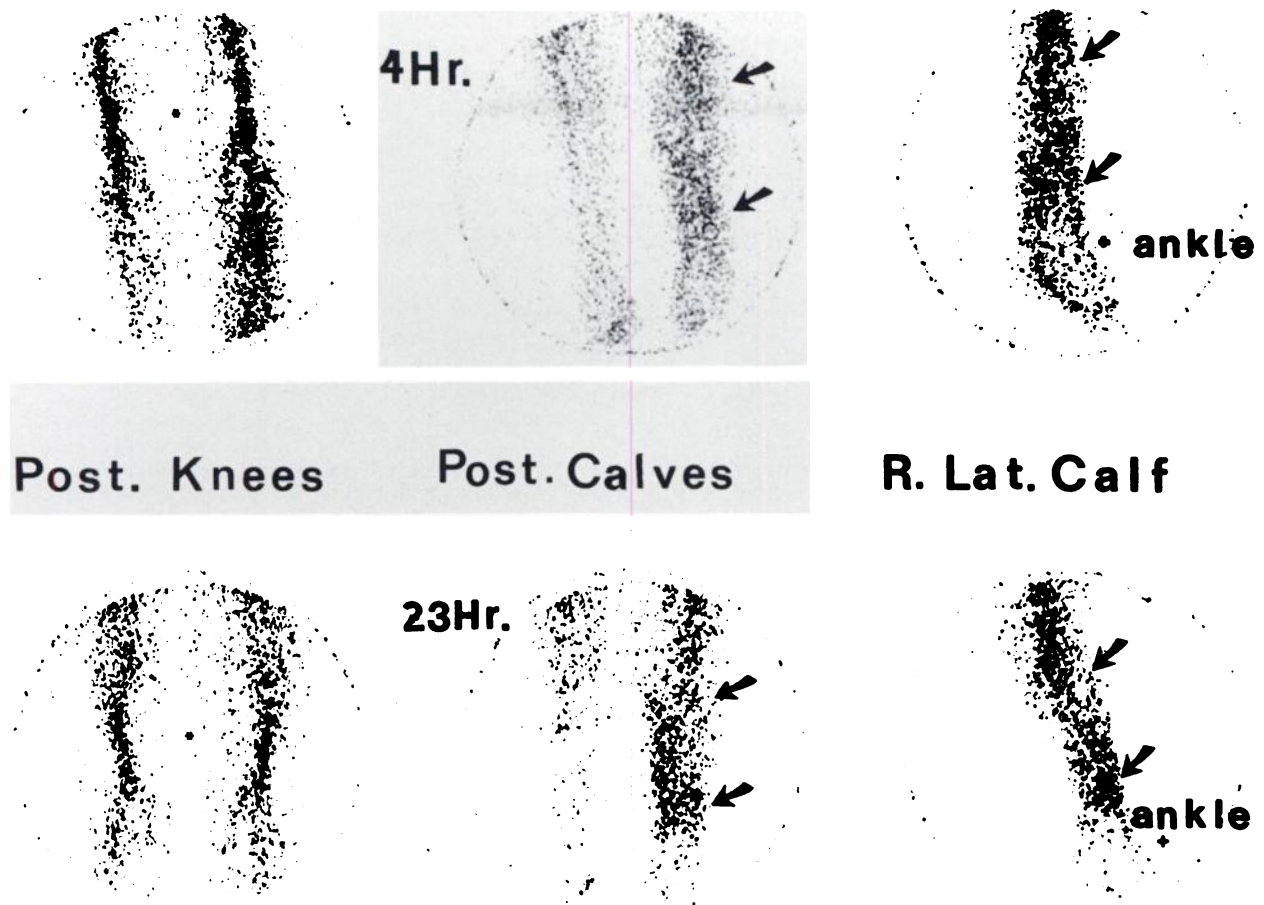 4Hr.
ankle
Post. Knees
Post. Calves
R. Lat. Calf
23Hr.
ankle